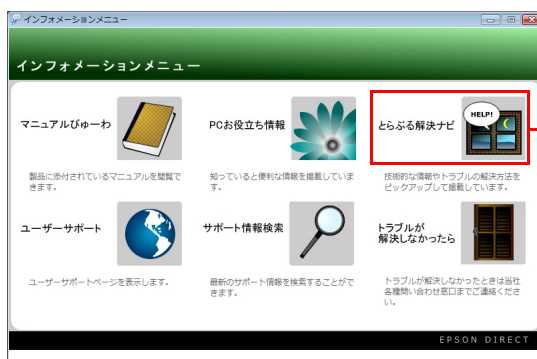 インフォメーションメニュー
インフォメーションメニュー
マニュアルびゅーわ
製品に添付されているマニュアルを閲覧で
きます。
PCお役立ち情報
知っていると便利な情報を掲載していま
す。
とらぶる解決ナビ
HELP!
技術的な情報やトラブルの解決方法を
ピックアップして掲載しています。
ユーザーサポート
ユーザーサポートページを表示します。
サポート情報検索
最新のサポート情報を検索することがで
きます。
トラブルが
解決しなかったら
トラブルが解決しなかったときは当社
各種問い合わせ窓口までご連絡くださ
い。
EPSON DIRECT